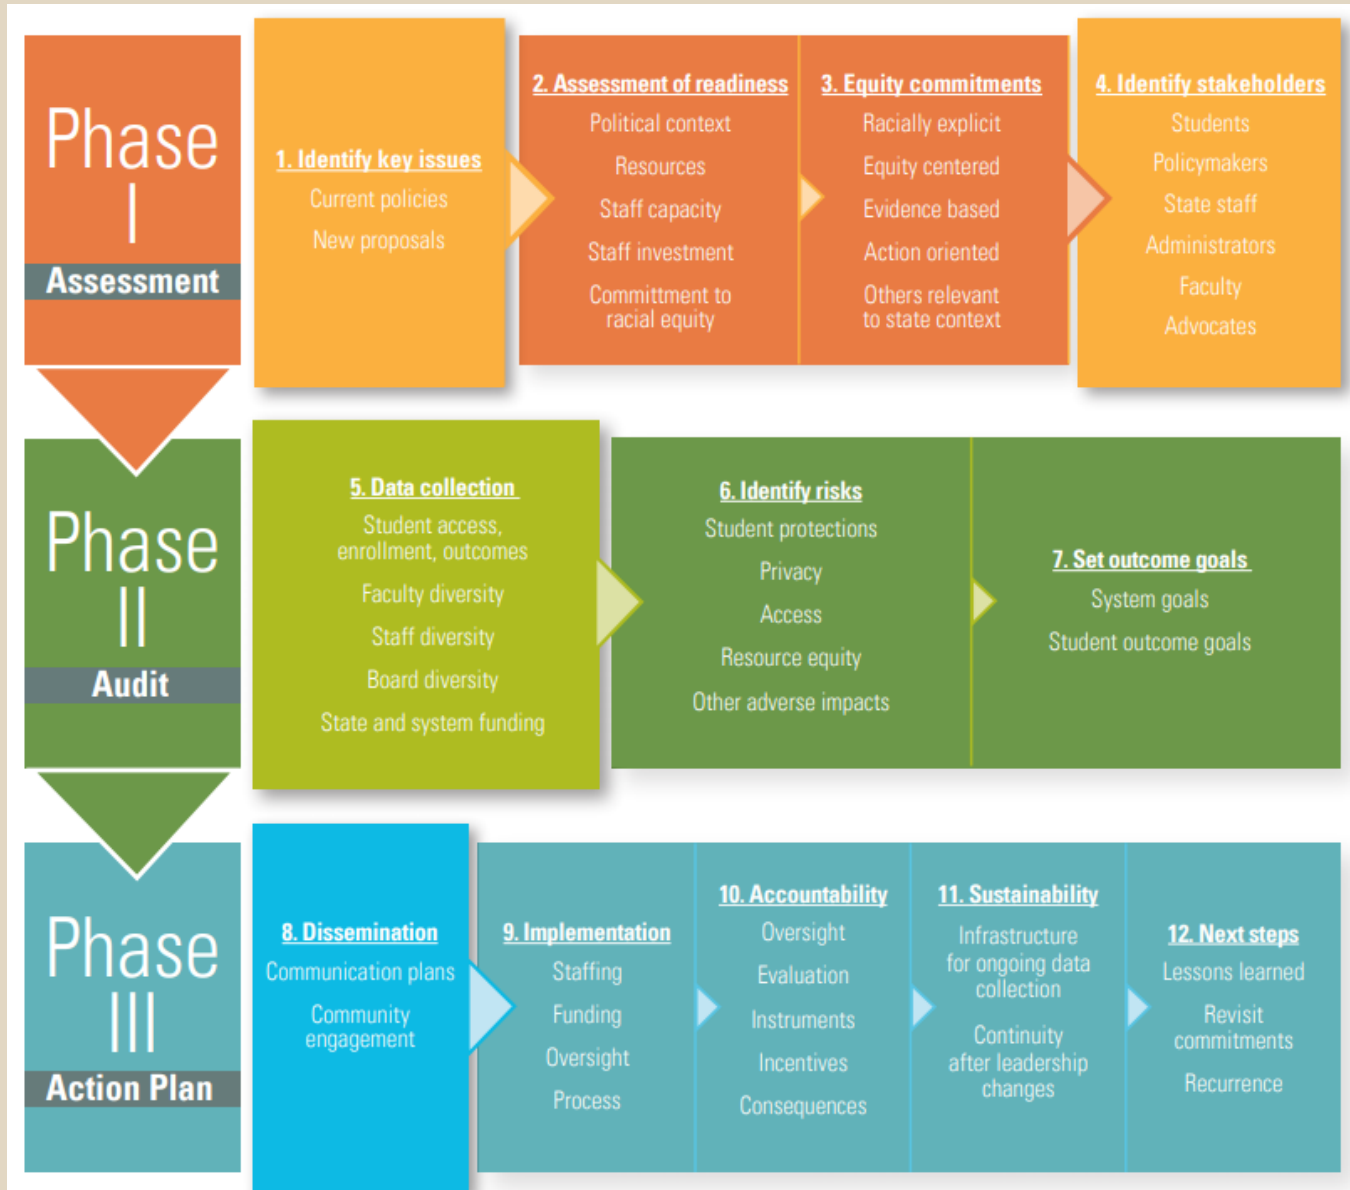 Phase
I
Assessment
1. Identify key issues
Current policies
New proposals
2. Assessment of readiness
Political context
Resources
Staff capacity
Staff investment
Committment to
racial equity
3. Equity commitments
Racially explicit
Equity centered
Evidence based
Action oriented
Others relevant
to state context
4. Identify stakeholders
Students
Policymakers
State staff
Administrators
Faculty
Advocates
Phase
II
Audit
5. Data collection
Student access,
enrollment, outcomes
Faculty diversity
Staff diversity
Board diversity
State and system funding
6. Identify risks
Student protections
Privacy
Access
Resource equity
Other adverse impacts
7. Set outcome goals
System goals
Student outcome goals
Phase
III
Action Plan
8. Dissemination
Communication plans
Community
engagement
9. Implementation
Staffing
Funding
Oversight
Process
10. Accountability
Oversight
Evaluation
Instruments
Incentives
Consequences
11. Sustainability
Infrastructure
for ongoing data
collection
Continuity
after leadership
changes
12. Next steps
Lessons learned
Revisit
commitments
Recurrence